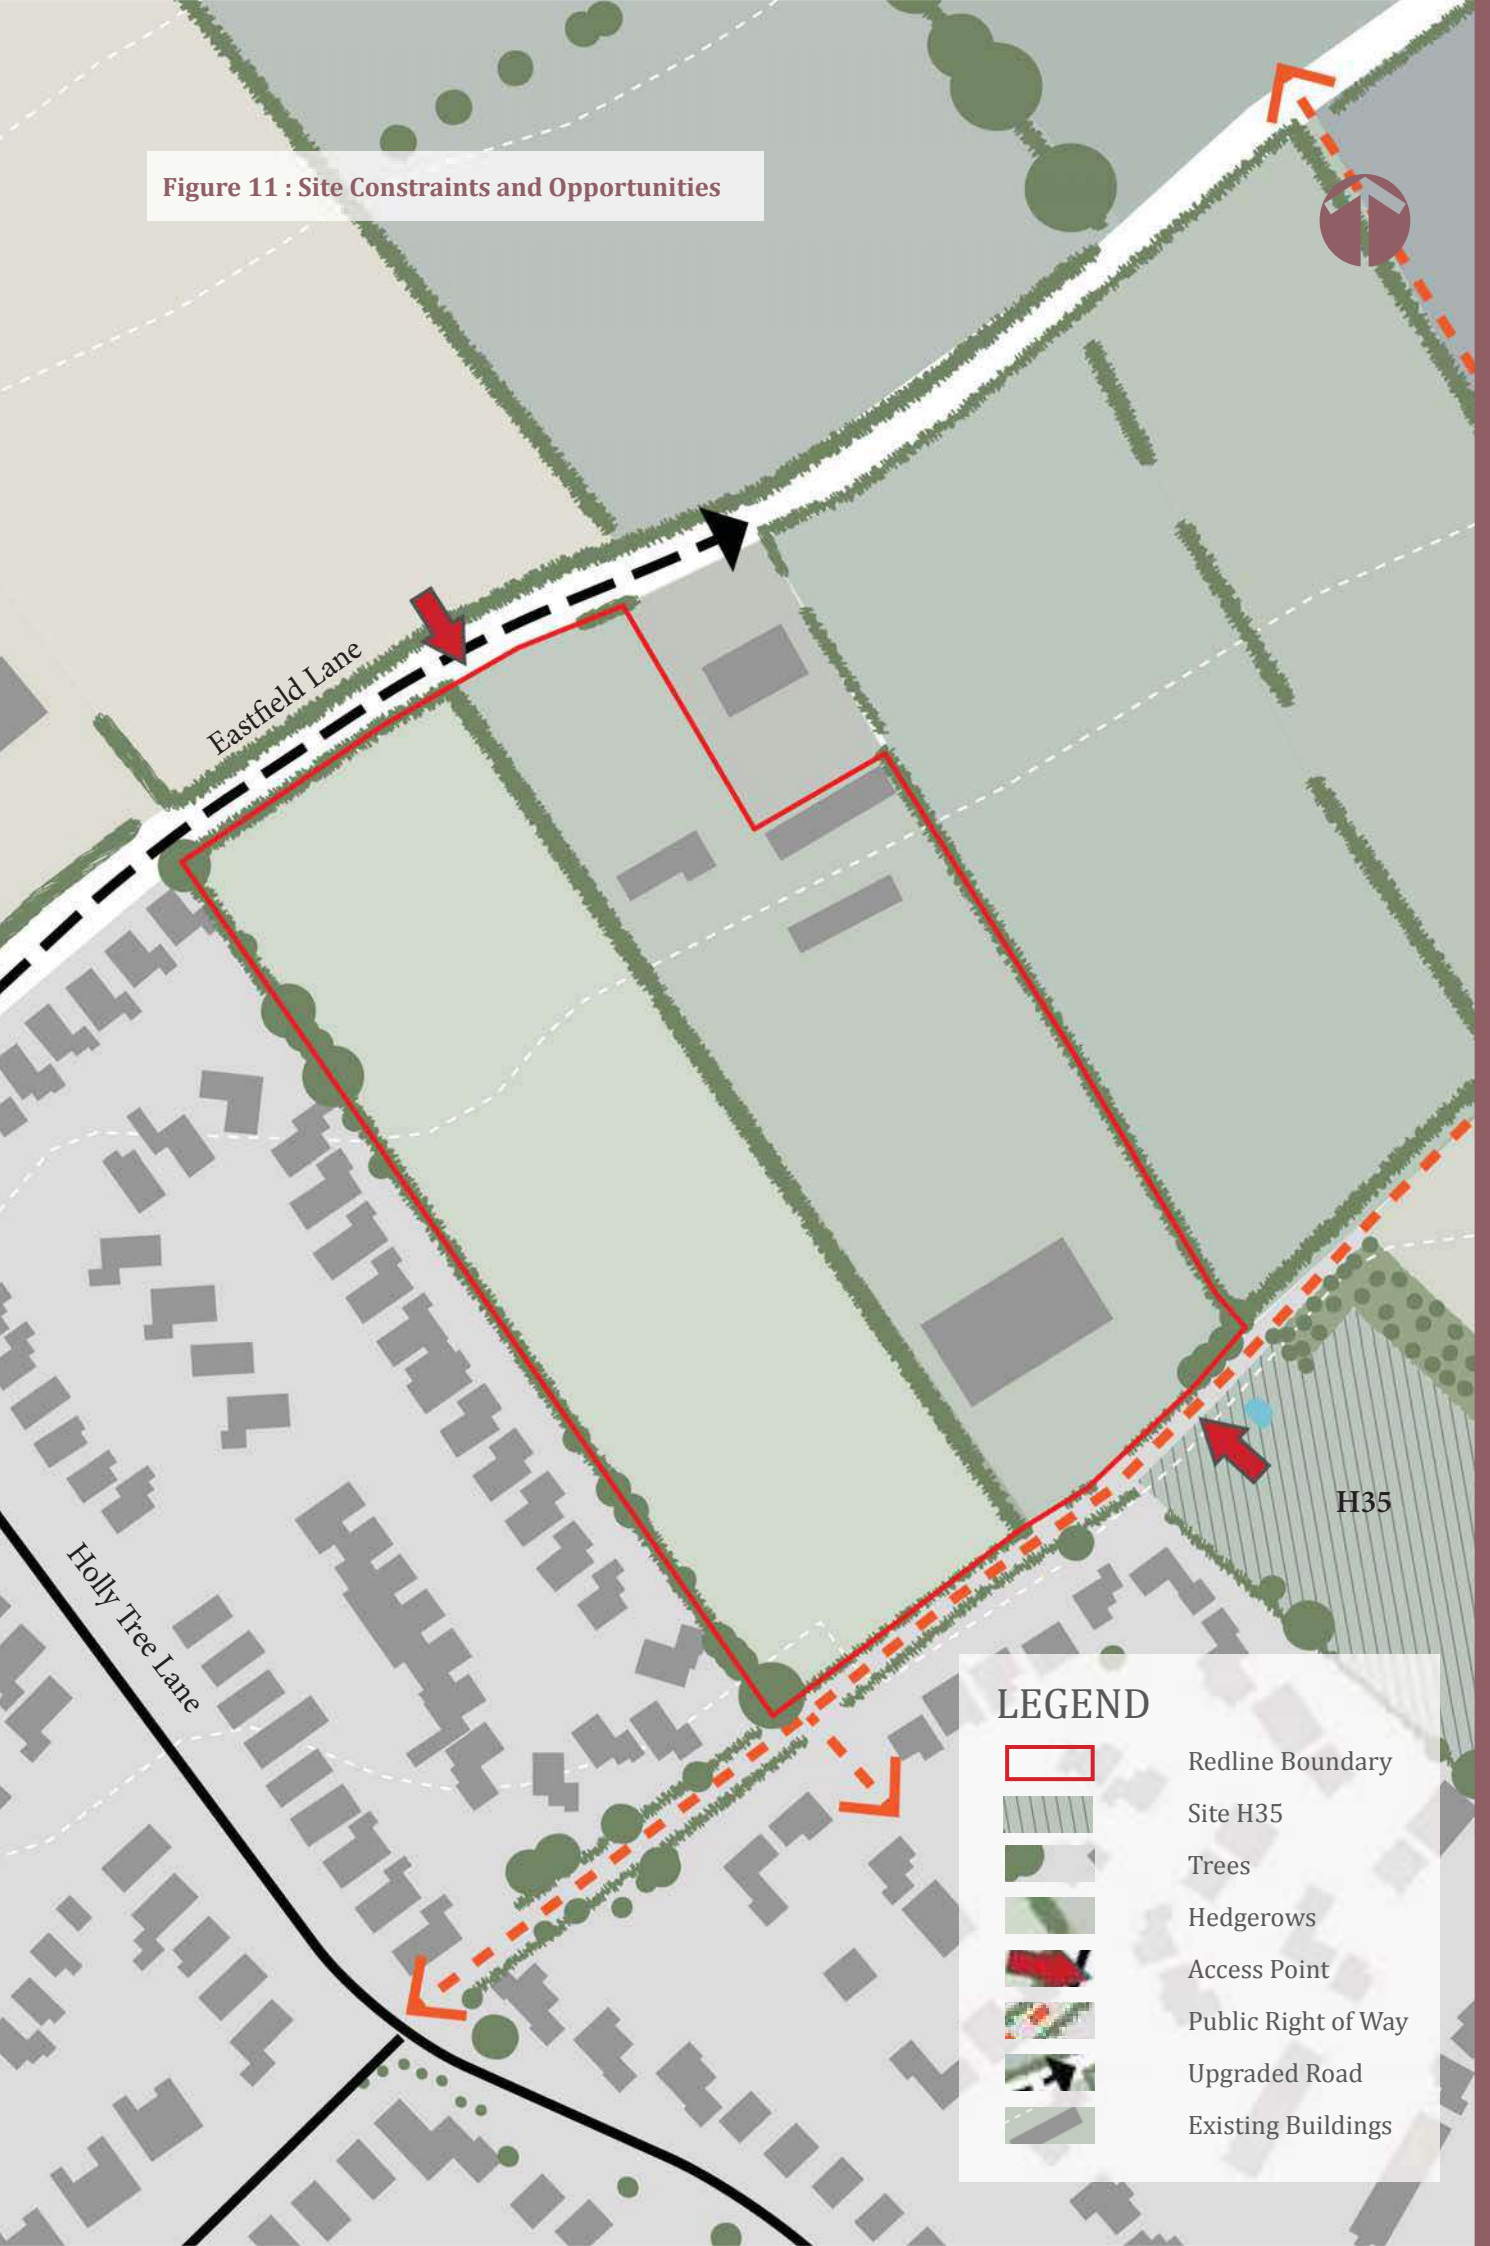 Figure 11 : Site Constraints and Opportunities
Eastfield Lane
H35
Holly Tree Lane
LEGEND
Redline Boundary
Site H35
Trees
Hedgerows
Access Point
Public Right of Way
Upgraded Road
Existing Buildings